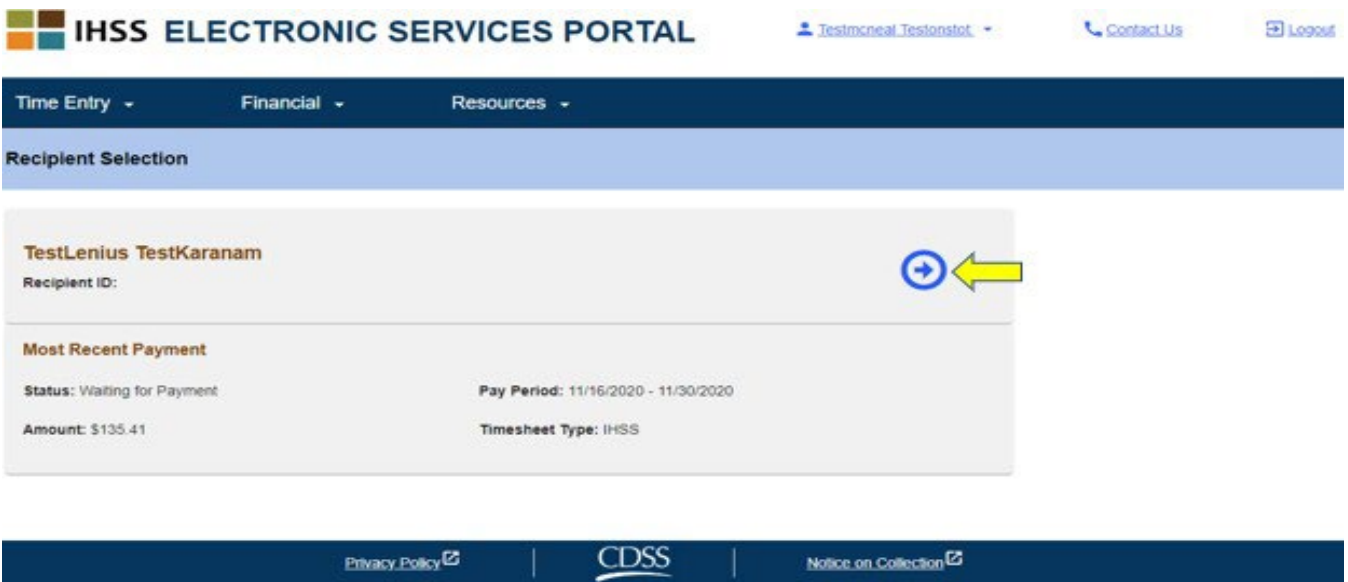 IHSS ELECTRONIC SERVICES PORTAL Testmcneal Testonstot Contact Us Logout
Time Entry Financial Resources
Recipient Selection
TestLenius TestKaranam
Recipient ID:
Most Recent Payment
Status: Waiting for Payment Pay Period: 11/16/2020 - 11/30/2020
Amount: $135.41 Timesheet Type: IHSS
Privacy Policy CDSS Notice on Collection